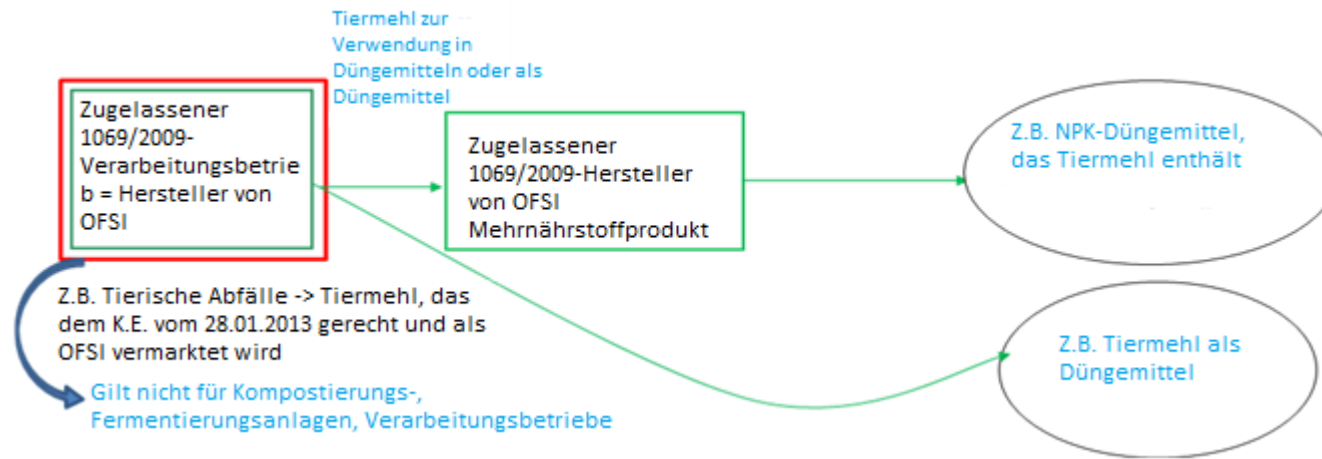 Tiermehl zur
Verwendung in
Düngemitteln oder als
Düngemittel
Zugelassener
1069/2009-
Verarbeitungsbetrie
b = Hersteller von
OFSI
Zugelassener
1069/2009-Hersteller
von OFSI
Mehrnährstoffprodukt
Z.B. NPK-Düngemittel,
das Tiermehl enthält
Z.B. Tierische Abfälle -> Tiermehl, das
dem K.E. vom 28.01.2013 gerecht und als
OFSI vermarktet wird
Z.B. Tiermehl als
Düngemittel
Gilt nicht für Kompostierungs-,
Fermentierungsanlagen, Verarbeitungsbetriebe